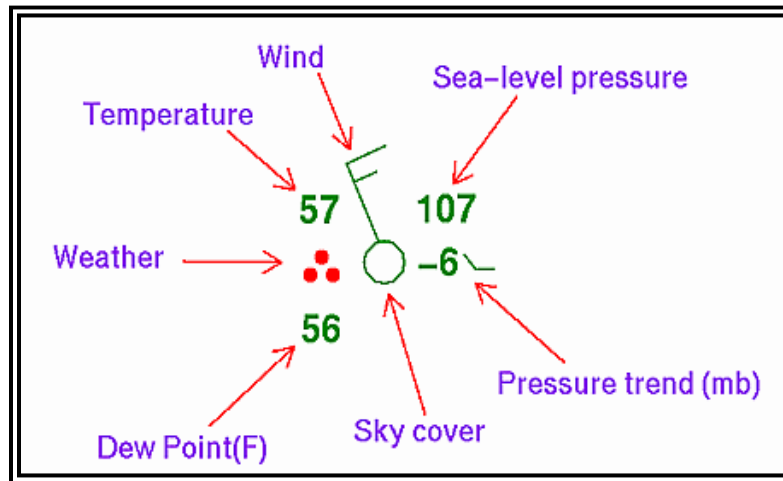 Wind
Sea-level pressure
Temperature
57
107
Weather
-6
56
Pressure trend (mb)
Sky cover
Dew Point(F)